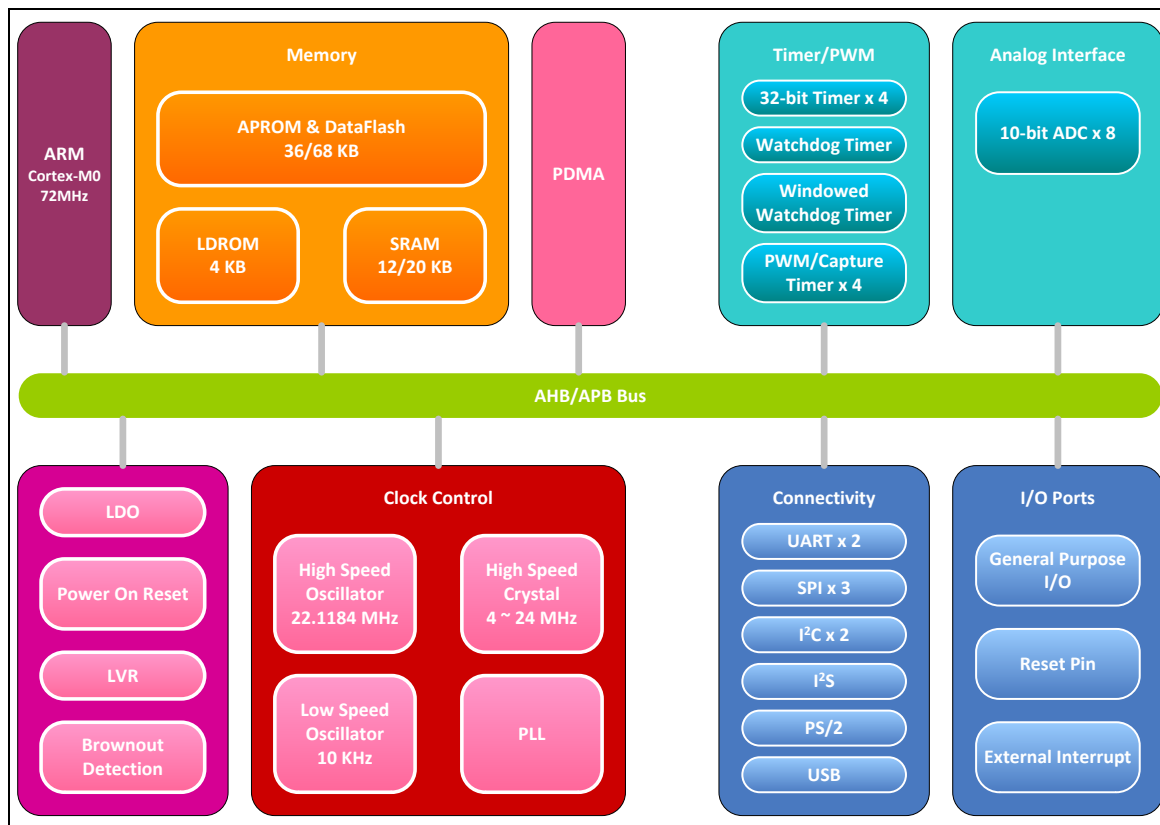 ARM
Cortex-M0
72MHz
Memory
APROM & DataFlash
36/68 KB
LDROM
4 KB
SRAM
12/20 KB
PDMA
Timer/PWM
32-bit Timer x 4
Watchdog Timer
Windowed
Watchdog Timer
PWM/Capture
Timer x 4
Analog Interface
10-bit ADC x 8
AHB/APB Bus
LDO
Power On Reset
LVR
Brownout
Detection
Clock Control
High Speed
Oscillator
22.1184 MHz
High Speed
Crystal
4 ~ 24 MHz
Low Speed
Oscillator
10 KHz
PLL
Connectivity
UART x 2
SPI x 3
I²C x 2
I²S
PS/2
USB
I/O Ports
General Purpose
I/O
Reset Pin
External Interrupt